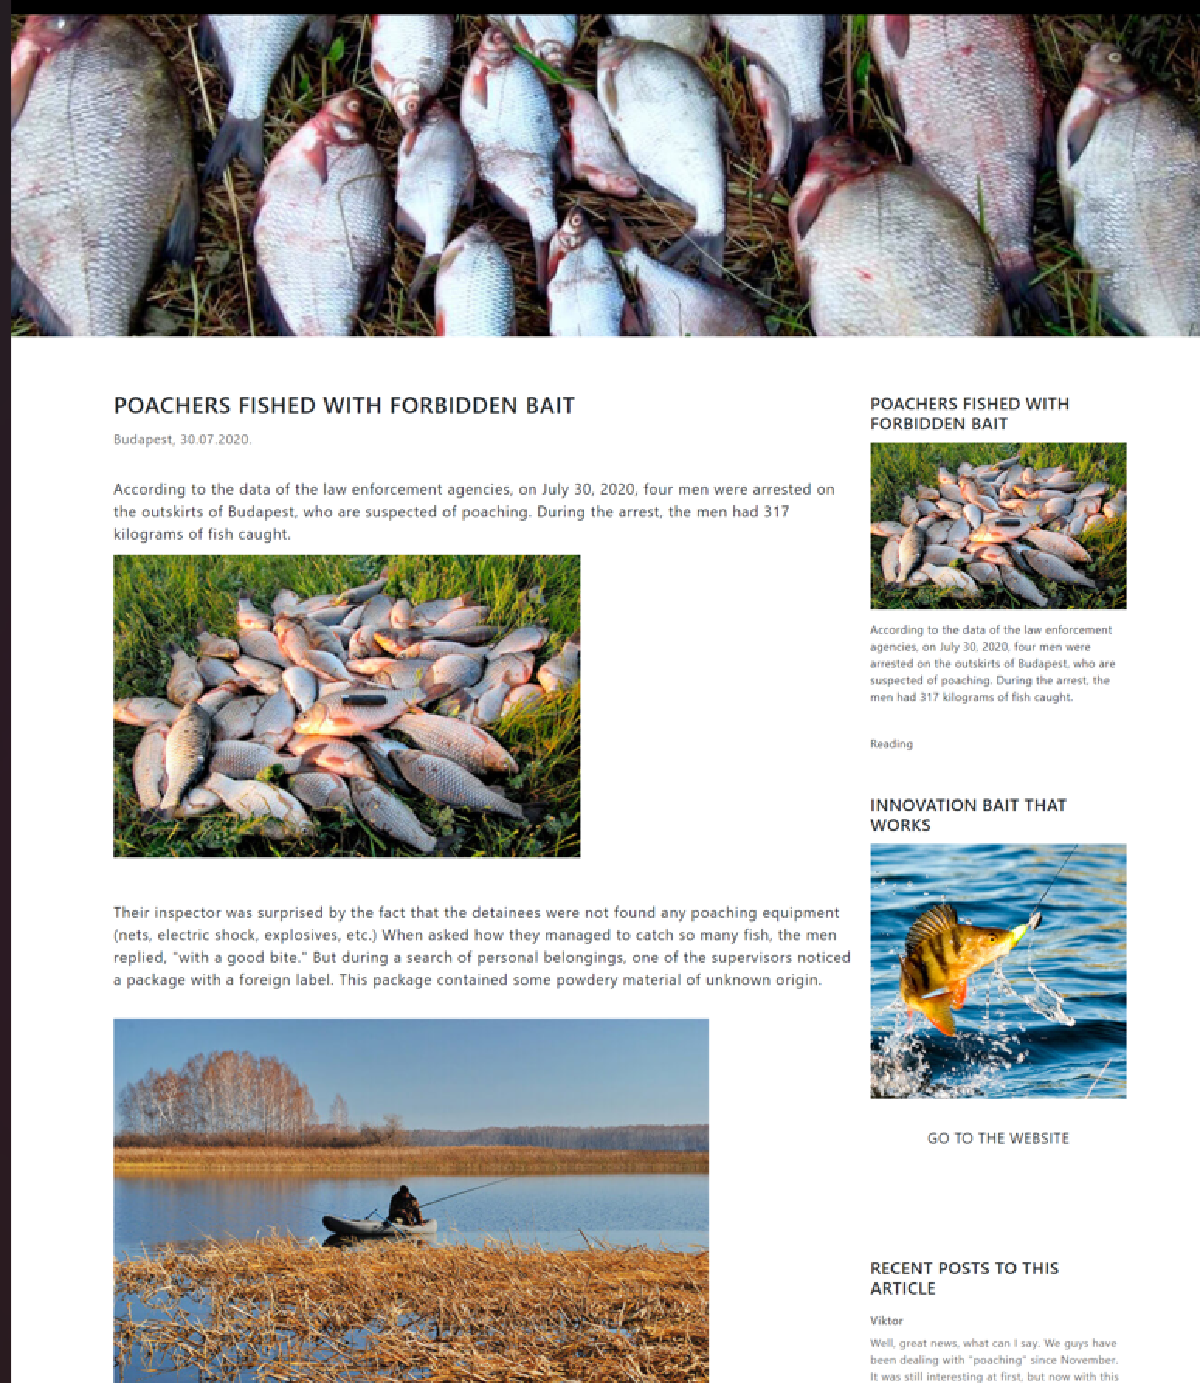 POACHERS FISHED WITH FORBIDDEN BAIT
Budapest, 30.07.2020.
According to the data of the law enforcement agencies, on July 30, 2020, four men were arrested on
the outskirts of Budapest, who are suspected of poaching. During the arrest, the men had 317
kilograms of fish caught.
Their inspector was surprised by the fact that the detainees were not found any poaching equipment
(nets, electric shock, explosives, etc.) When asked how they managed to catch so many fish, the men
replied, "with a good bite." But during a search of personal belongings, one of the supervisors noticed
a package with a foreign label. This package contained some powdery material of unknown origin.
POACHERS FISHED WITH
FORBIDDEN BAIT
According to the data of the law enforcement
agencies, on July 30, 2020, four men were
arrested on the outskirts of Budapest, who are
suspected of poaching. During the arrest, the
men had 317 kilograms of fish caught.
Reading
INNOVATION BAIT THAT
WORKS
GO TO THE WEBSITE
RECENT POSTS TO THIS
ARTICLE
Viktor
Well, great news, what can I say. We guys have
been dealing with "poaching" since November.
It was still interesting at first, but now with this